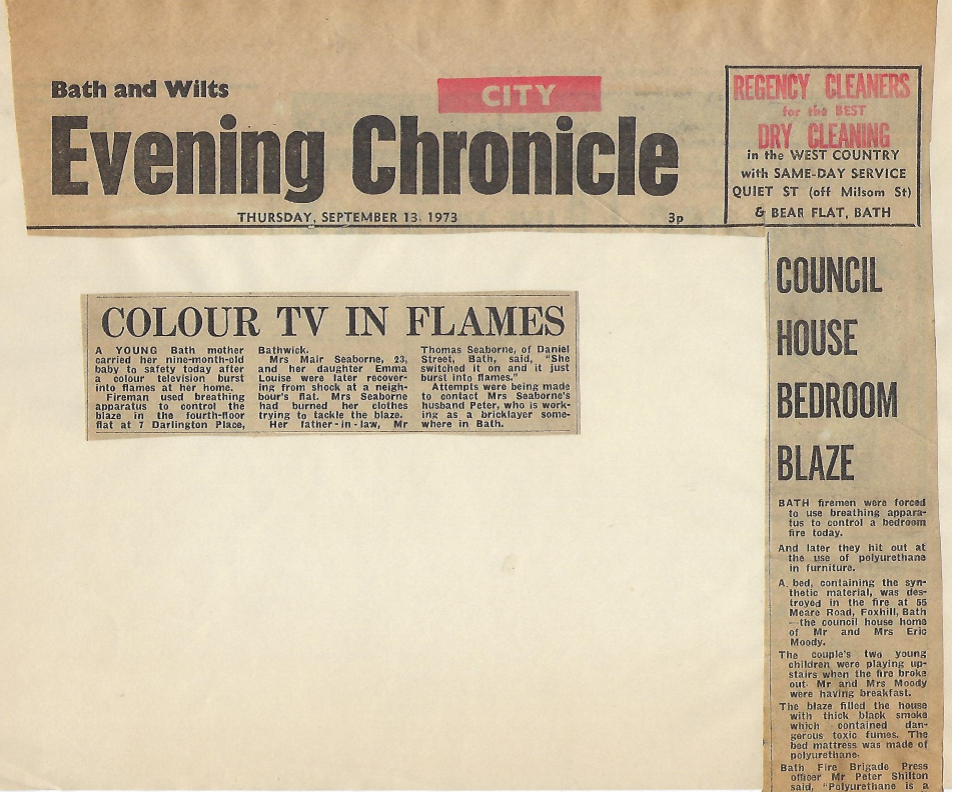 Bath and Wilts
CITY
Evening Chronicle
THURSDAY, SEPTEMBER 13, 1973
3p
REGENCY CLEANERS
for the BEST
DRY CLEANING
in the WEST COUNTRY
with SAME-DAY SERVICE
QUIET ST (off Milsom St)
& BEAR FLAT, BATH
COLOUR TV IN FLAMES
A YOUNG Bath mother
carried her nine-month-old
baby to safety today after
a colour television burst
into flames at her home.
Fireman used breathing
apparatus to control the
blaze in the fourth-floor
flat at 7 Darlington Place,
Bathwick.
Mrs Mair Seaborne, 23,
and her daughter Emma
Louise were later recover-
ing from shock at a neigh-
bour's flat. Mrs Seaborne
had burned her clothes
trying to tackle the blaze.
Her father-in-law, Mr
Thomas Seaborne, of Daniel
Street, Bath, said, "She
switched it on and it just
burst into flames."
Attempts were being made
to contact Mrs Seaborne's
husband Peter, who is work-
ing as a bricklayer some-
where in Bath.
COUNCIL
HOUSE
BEDROOM
BLAZE
BATH firemen were forced
to use breathing appara-
tus to control a bedroom
fire today.
And later they hit out at
the use of polyurethane
in furniture.
A bed, containing the syn-
thetic material, was des-
troyed in the fire at 55
Meare Road, Foxhill, Bath
—the council house home
of Mr and Mrs Eric
Moody.
The couple's two young
children were playing up-
stairs when the fire broke
out. Mr and Mrs Moody
were having breakfast.
The blaze filled the house
with thick black smoke
which contained dan-
gerous toxic fumes. The
bed mattress was made of
polyurethane.
Bath Fire Brigade Press
officer Mr Peter Shilton
said, "Polyurethane is a